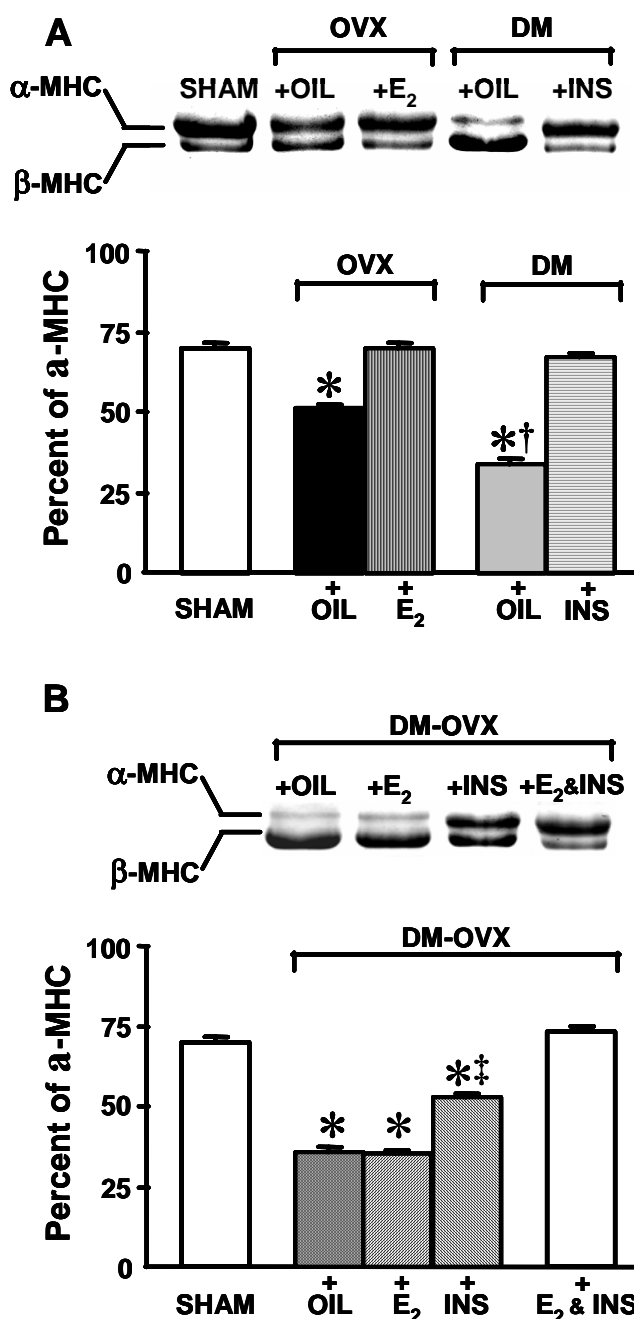 A
OVX DM
α-MHC SHAM +OIL +E₂ +OIL +INS
β-MHC
100
OVX DM
75
Percent of a-MHC
*
50
*†
25
0
+ + + +
SHAM OIL E₂ OIL INS
B
DM-OVX
α-MHC +OIL +E₂ +INS +E₂&INS
β-MHC
100
DM-OVX
75
Percent of a-MHC
*‡
50
* *
25
0
+ + + +
SHAM OIL E₂ INS E₂ & INS